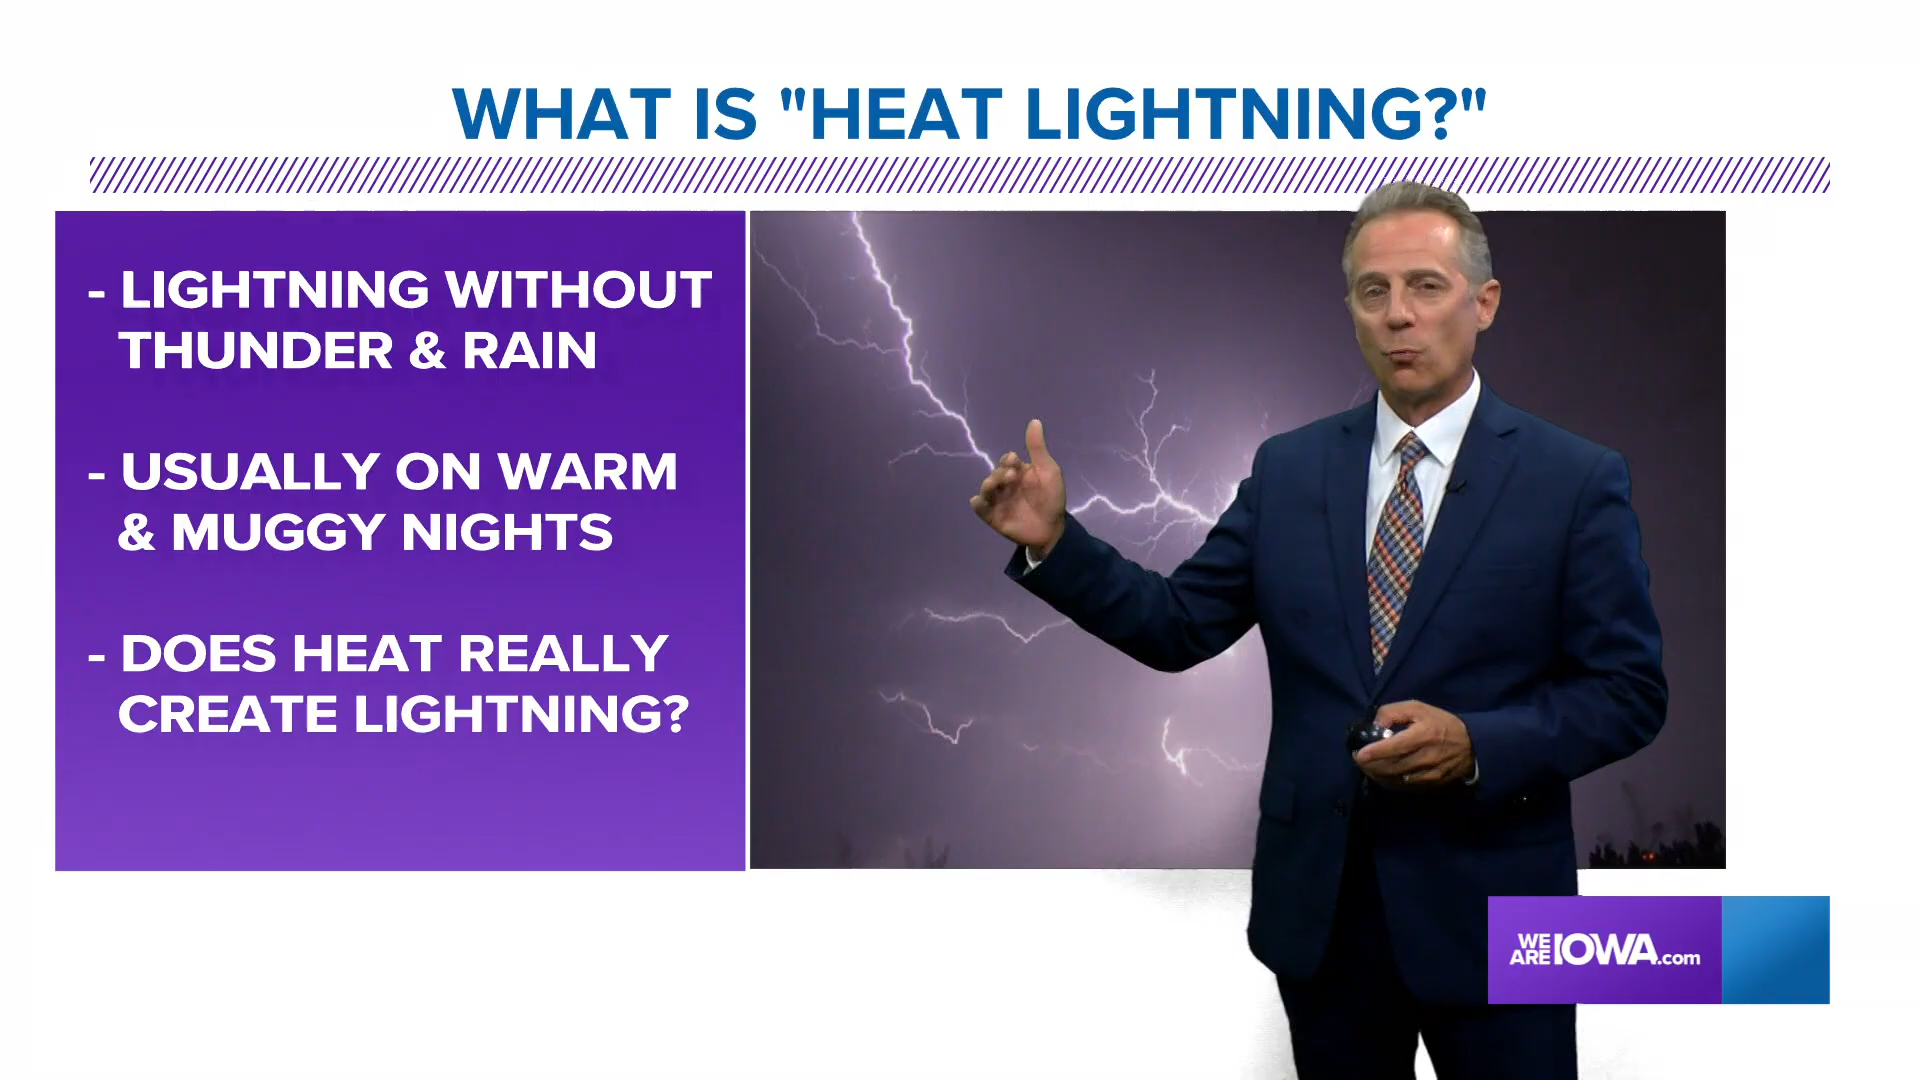 WHAT IS "HEAT LIGHTNING?"
- LIGHTNING WITHOUT
THUNDER & RAIN
- USUALLY ON WARM
& MUGGY NIGHTS
- DOES HEAT REALLY
CREATE LIGHTNING?
WE
ARE IOWA.com